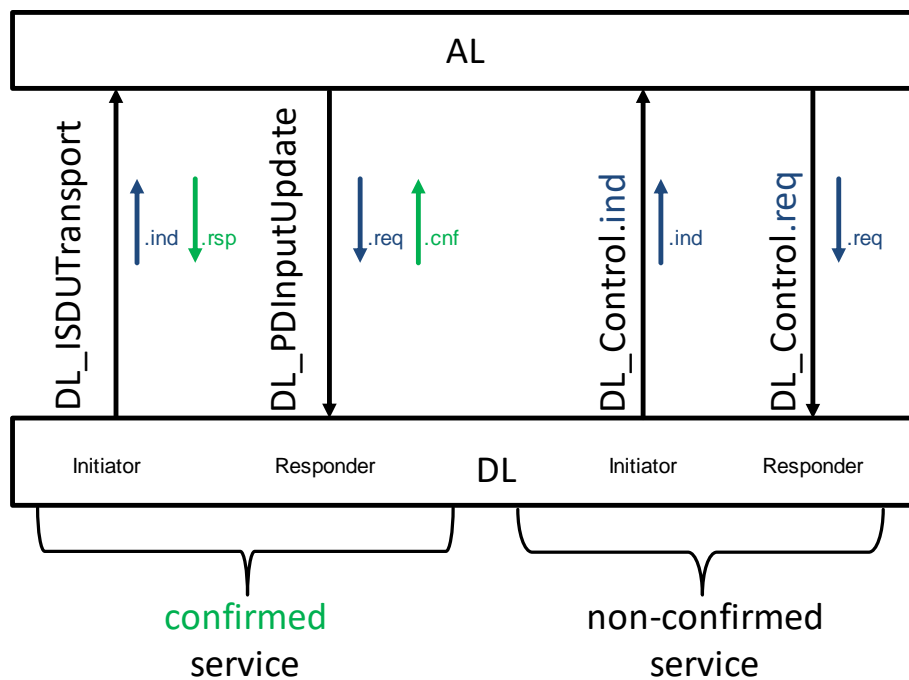 AL
DL_ISDUTransport
.ind
.rsp
DL_PDInputUpdate
.req
.cnf
DL_Control.ind
.ind
DL_Control.req
.req
Initiator
Responder
DL
Initiator
Responder
confirmed
service
non-confirmed
service